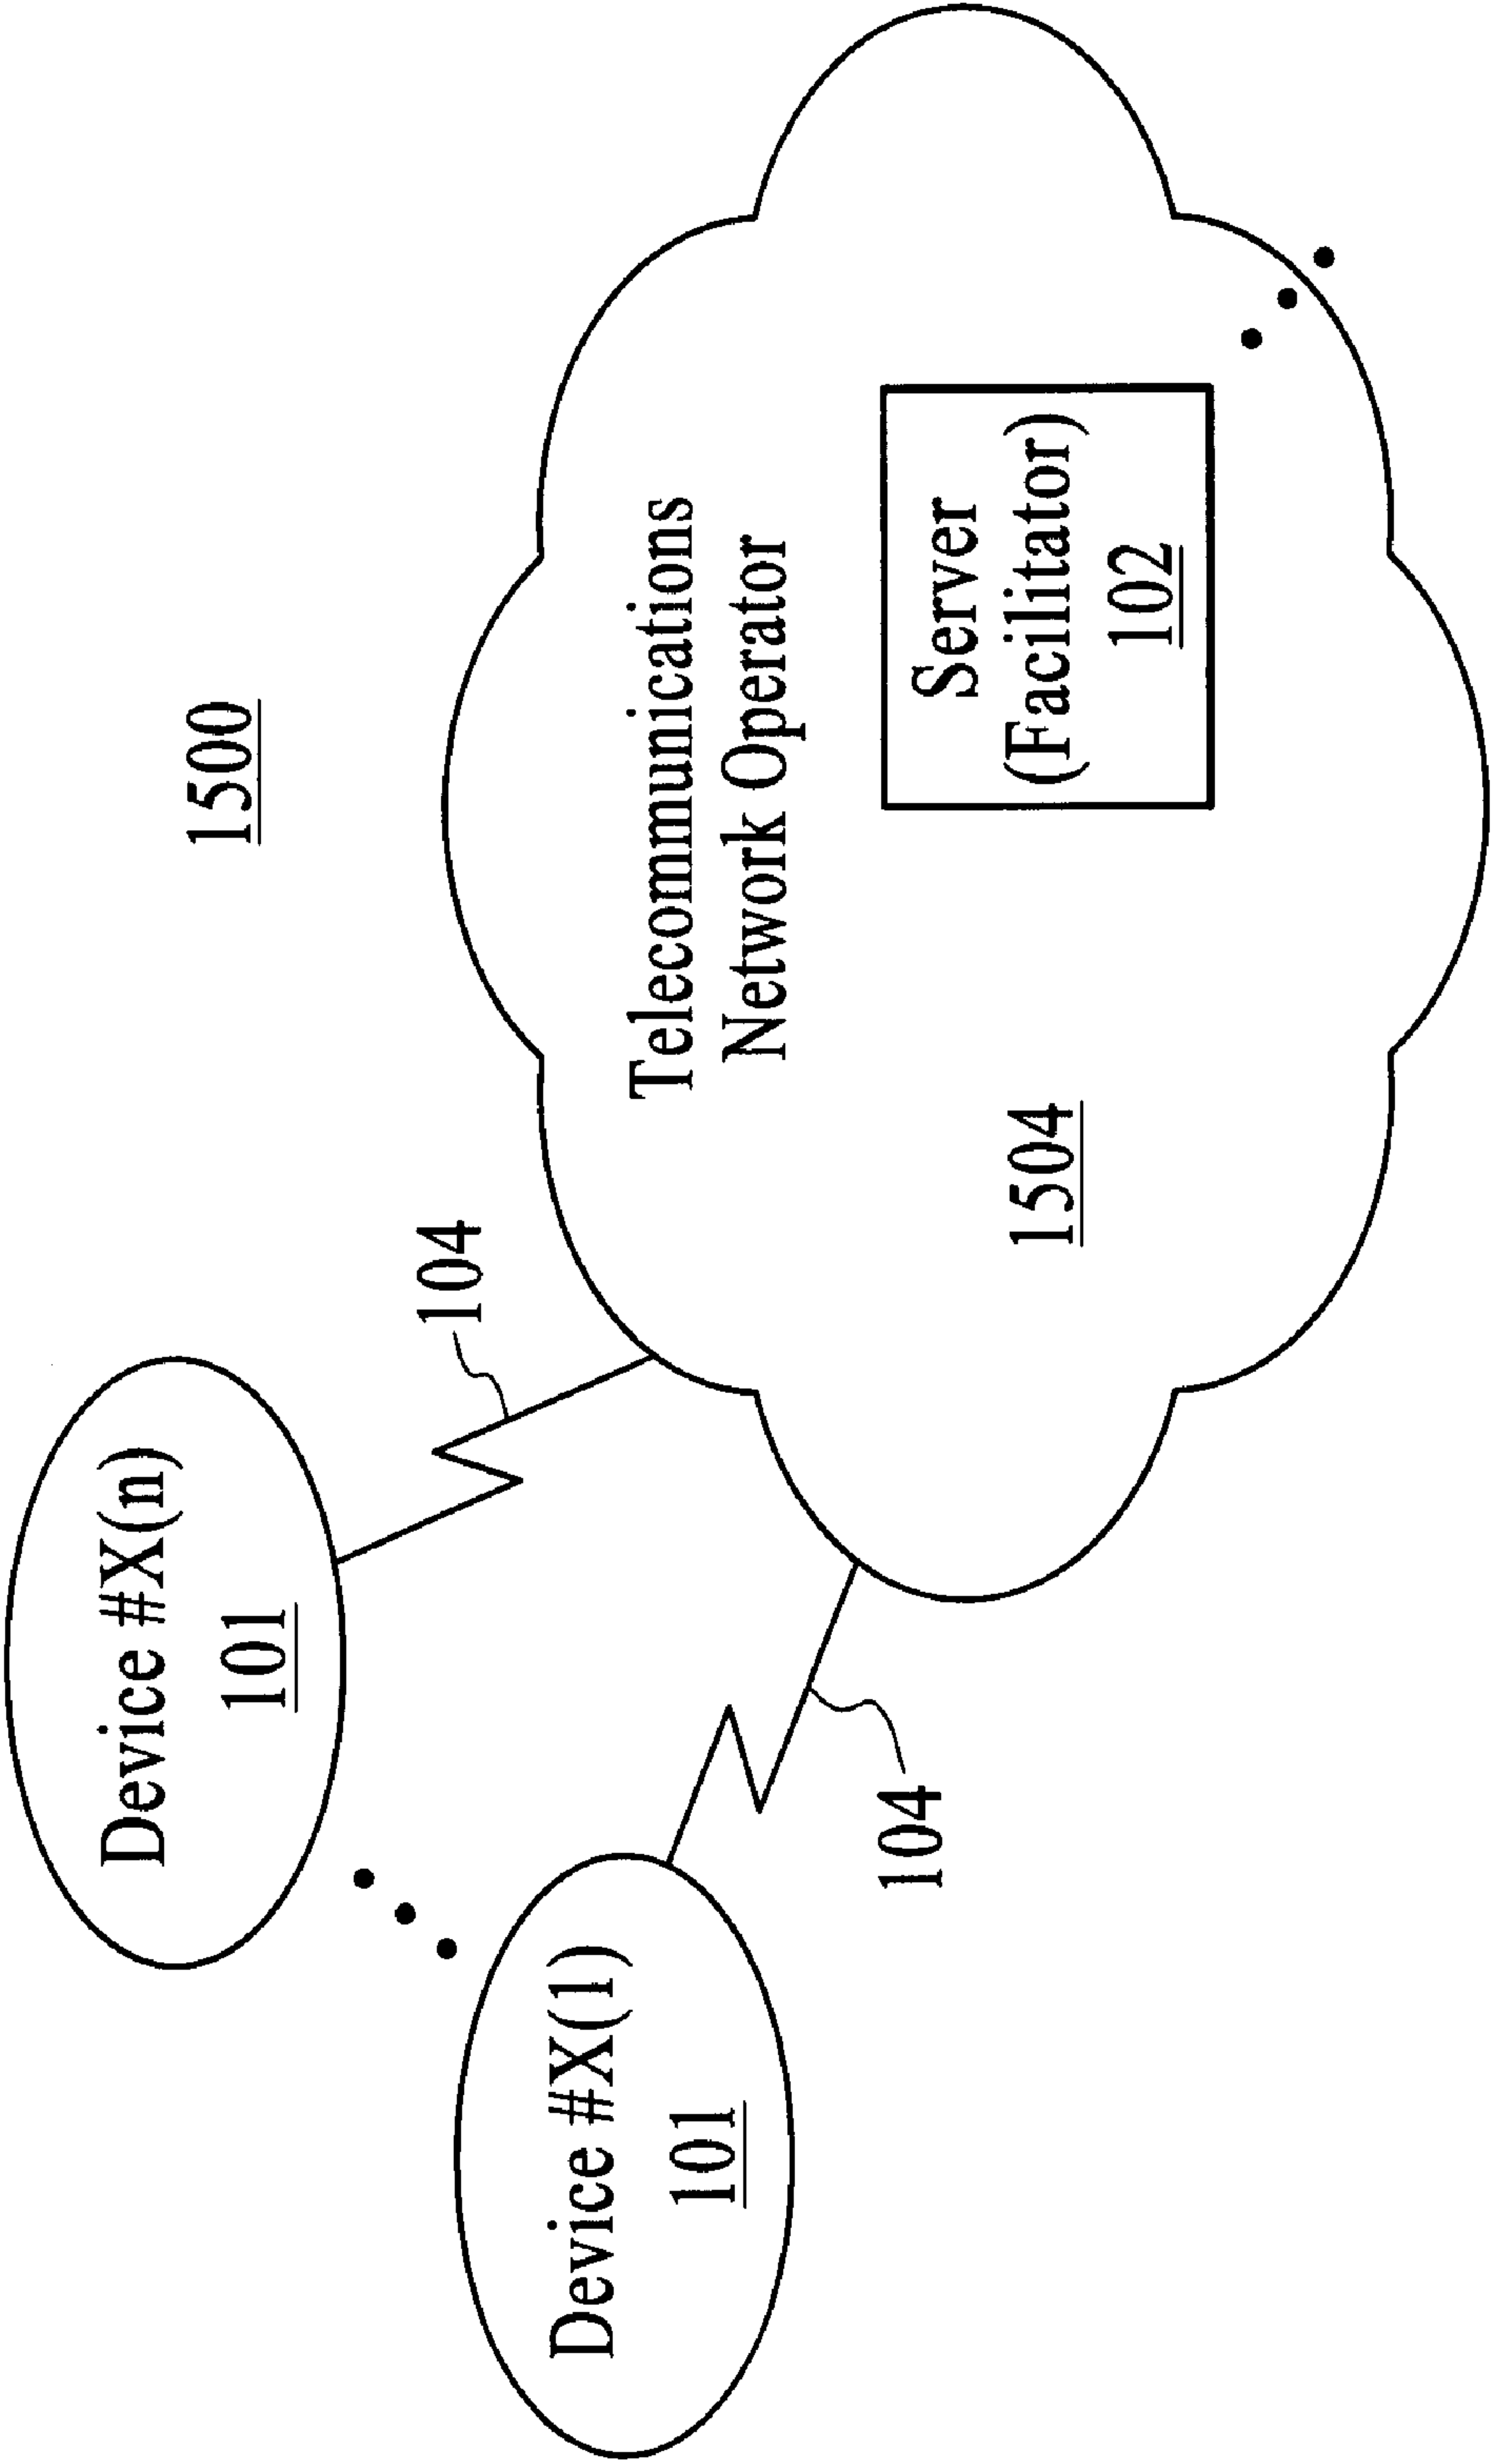 1500
Device #X(n)
101
104
Telecommunications
Network Operator
Device #X(1)
101
104
1504
Server
(Facilitator)
102